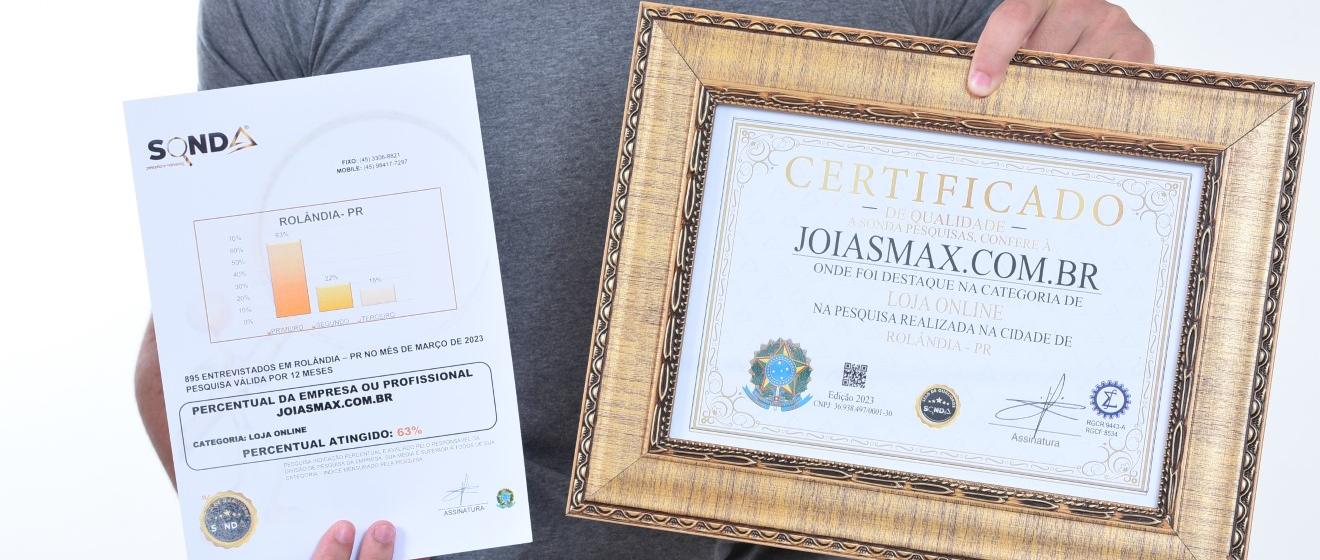 SONDA
FIXO: (45) 3306-8821
MOBILE: (45) 98417-7297
ROLÂNDIA- PR
70%
60%
50%
40%
30%
20%
10%
0%
63%
22%
15%
PRIMEIRO
SEGUNDO
TERCEIRO
895 ENTREVISTADOS EM ROLÂNDIA – PR NO MÊS DE MARÇO DE 2023
PESQUISA VÁLIDA POR 12 MESES
PERCENTUAL DA EMPRESA OU PROFISSIONAL
JOIASMAX.COM.BR
CATEGORIA: LOJA ONLINE
PERCENTUAL ATINGIDO: 63%
ASSINATURA
CERTIFICADO
— DE QUALIDADE —
A SONDA PESQUISAS, CONFERE À
JOIASMAX.COM.BR
ONDE FOI DESTAQUE NA CATEGORIA DE
LOJA ONLINE
NA PESQUISA REALIZADA NA CIDADE DE
ROLÂNDIA - PR
Edição 2023
CNPJ 36.938.497/0001-30
SONDA
Assinatura
RGCR 9443-A
RGCF 8534